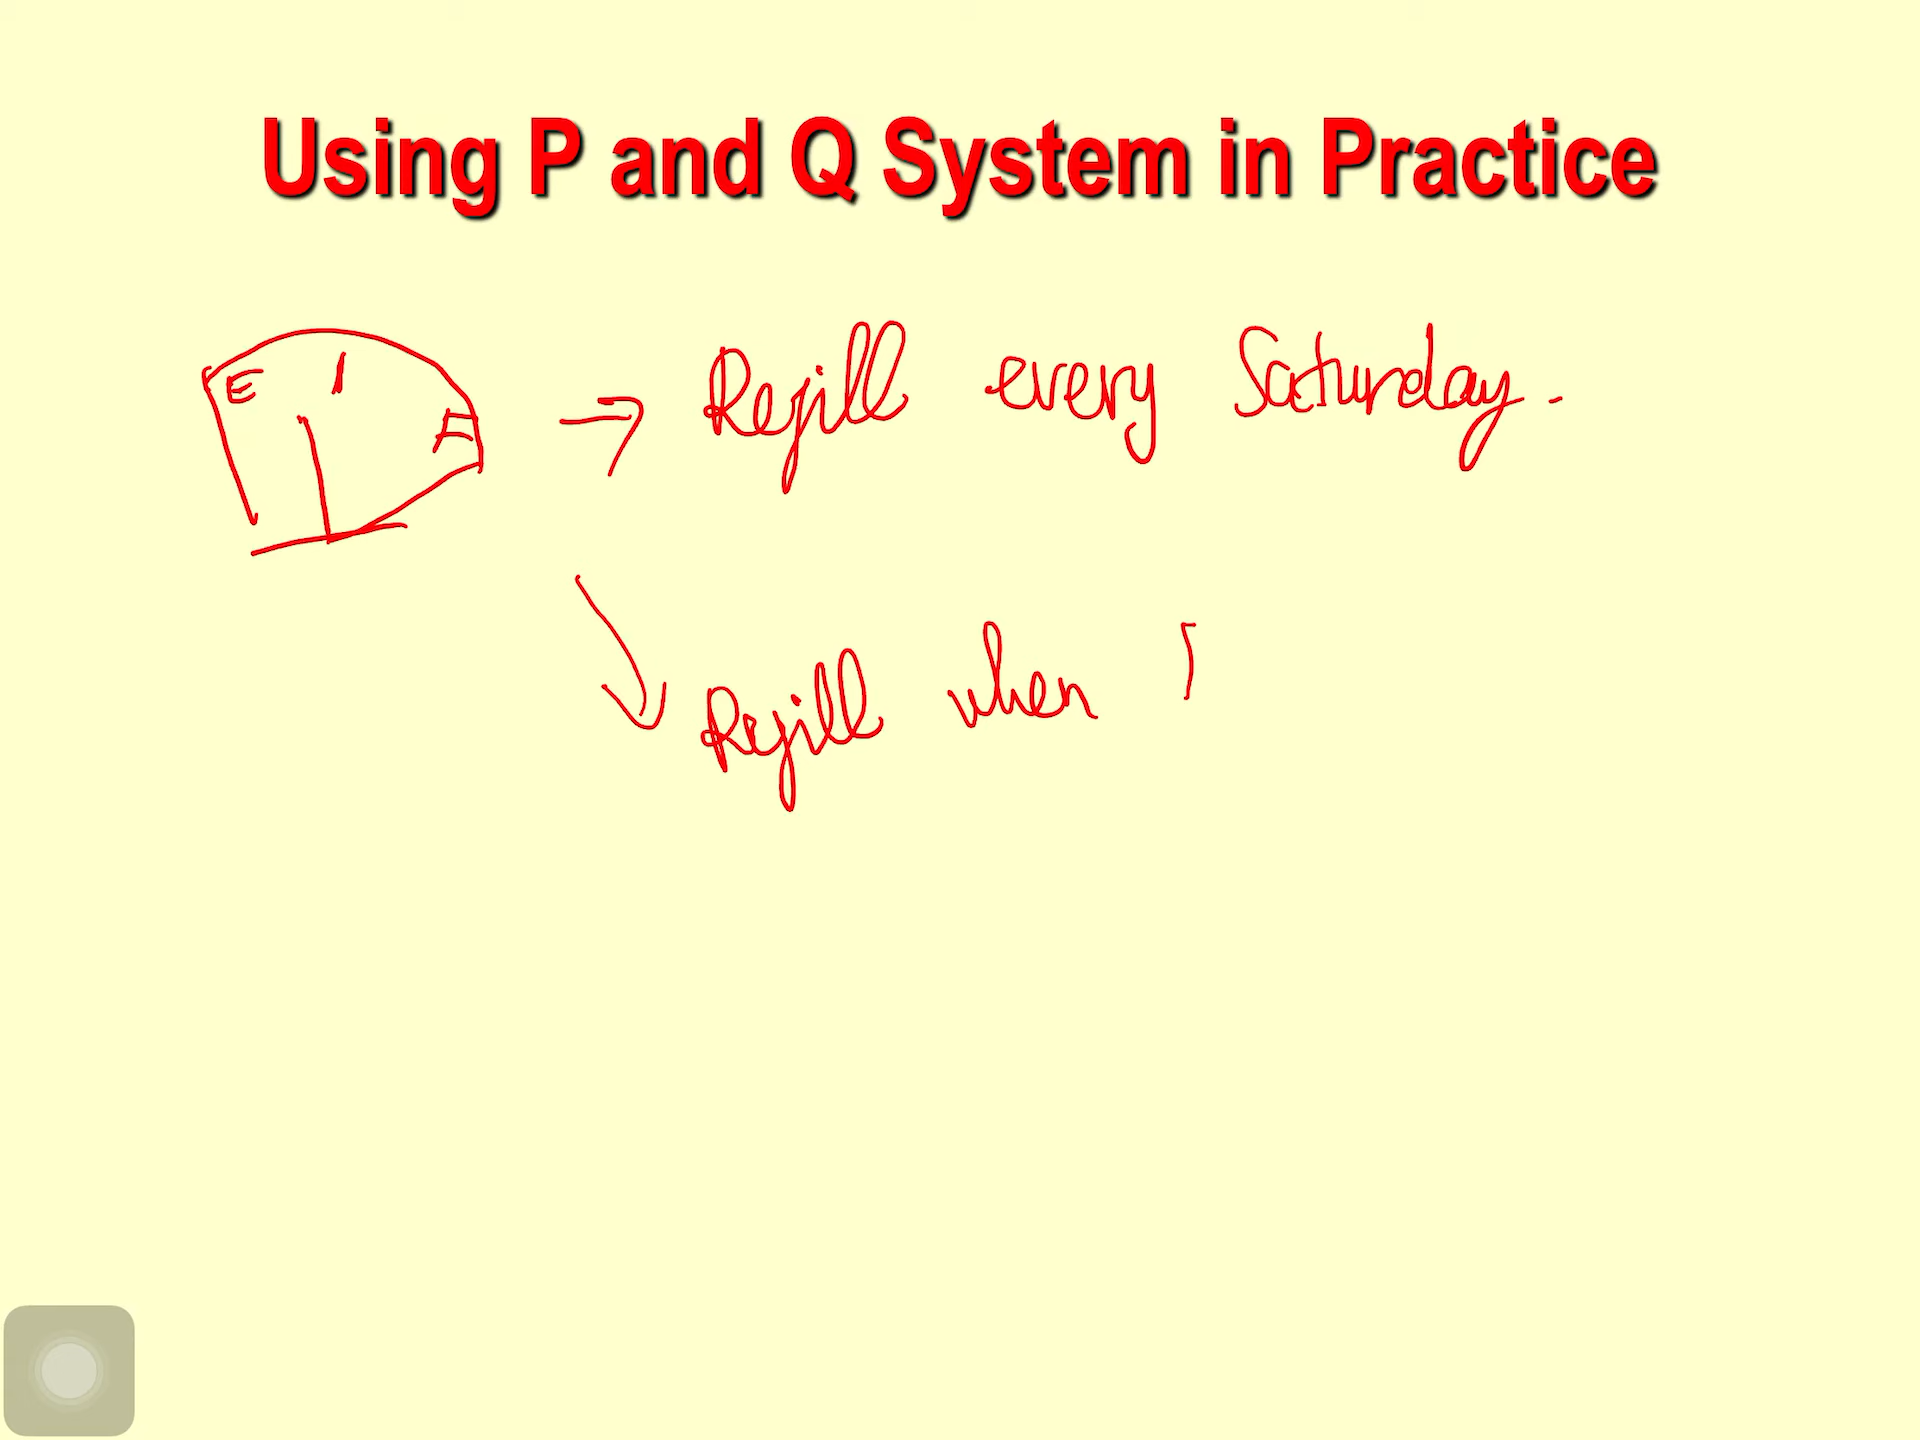 Using P and Q System in Practice
E
F
→ Refill every Saturday.
Refill when